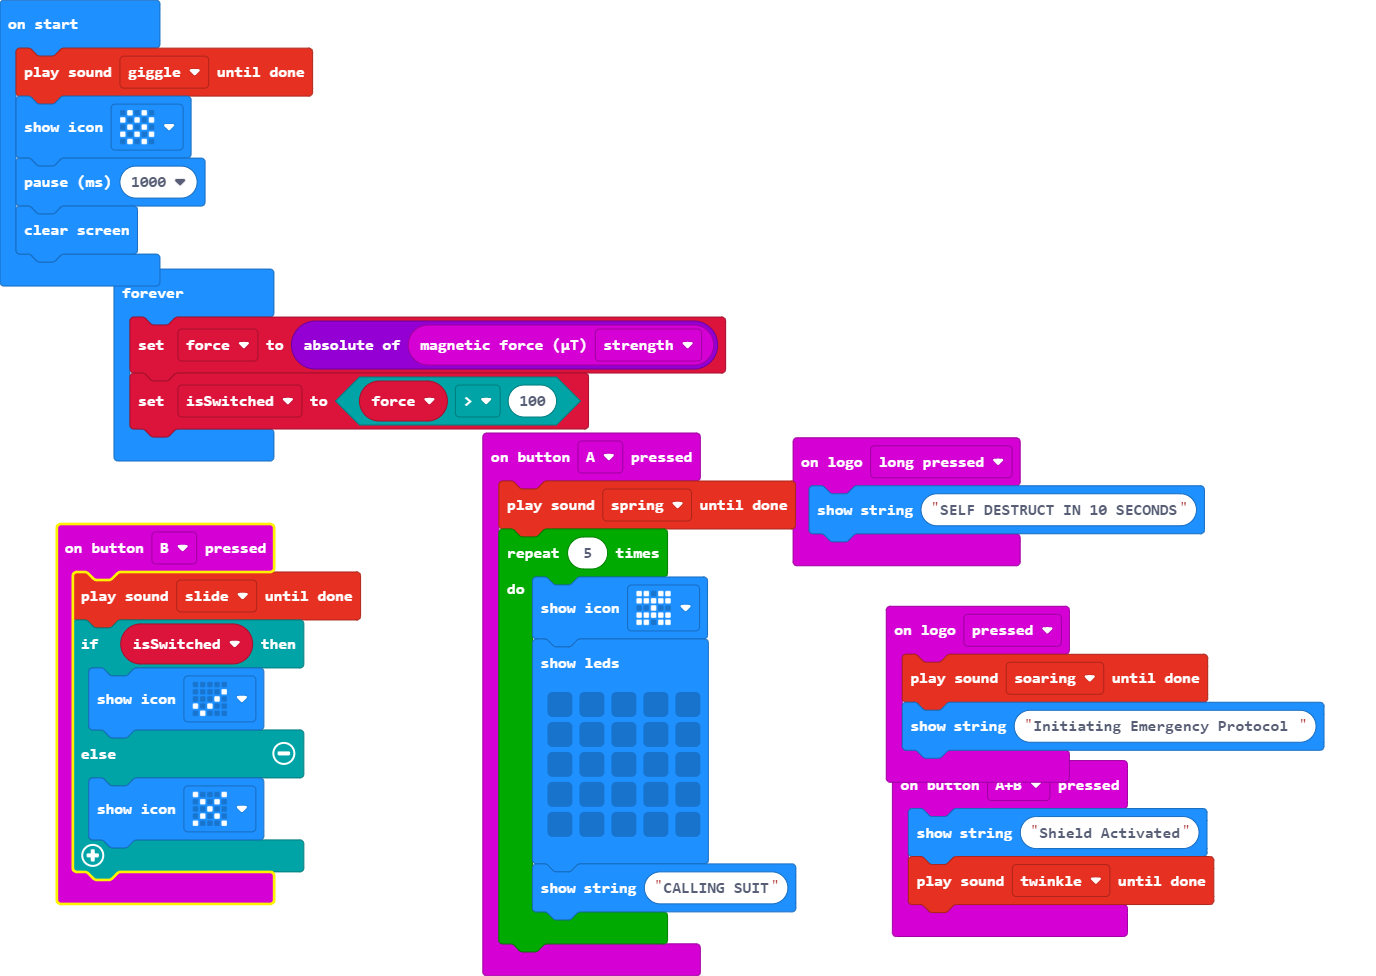 on start
play sound giggle until done
show icon
pause (ms) 1000
clear screen
forever
set force to absolute of magnetic force (µT) strength
set isSwitched to force > 100
on button B pressed
play sound slide until done
if isSwitched then
show icon
else
show icon
on button A pressed
play sound spring until done
repeat 5 times
do
show icon
show leds
show string "CALLING SUIT"
on logo long pressed
show string "SELF DESTRUCT IN 10 SECONDS"
on logo pressed
play sound soaring until done
show string "Initiating Emergency Protocol "
on button A+B pressed
show string "Shield Activated"
play sound twinkle until done